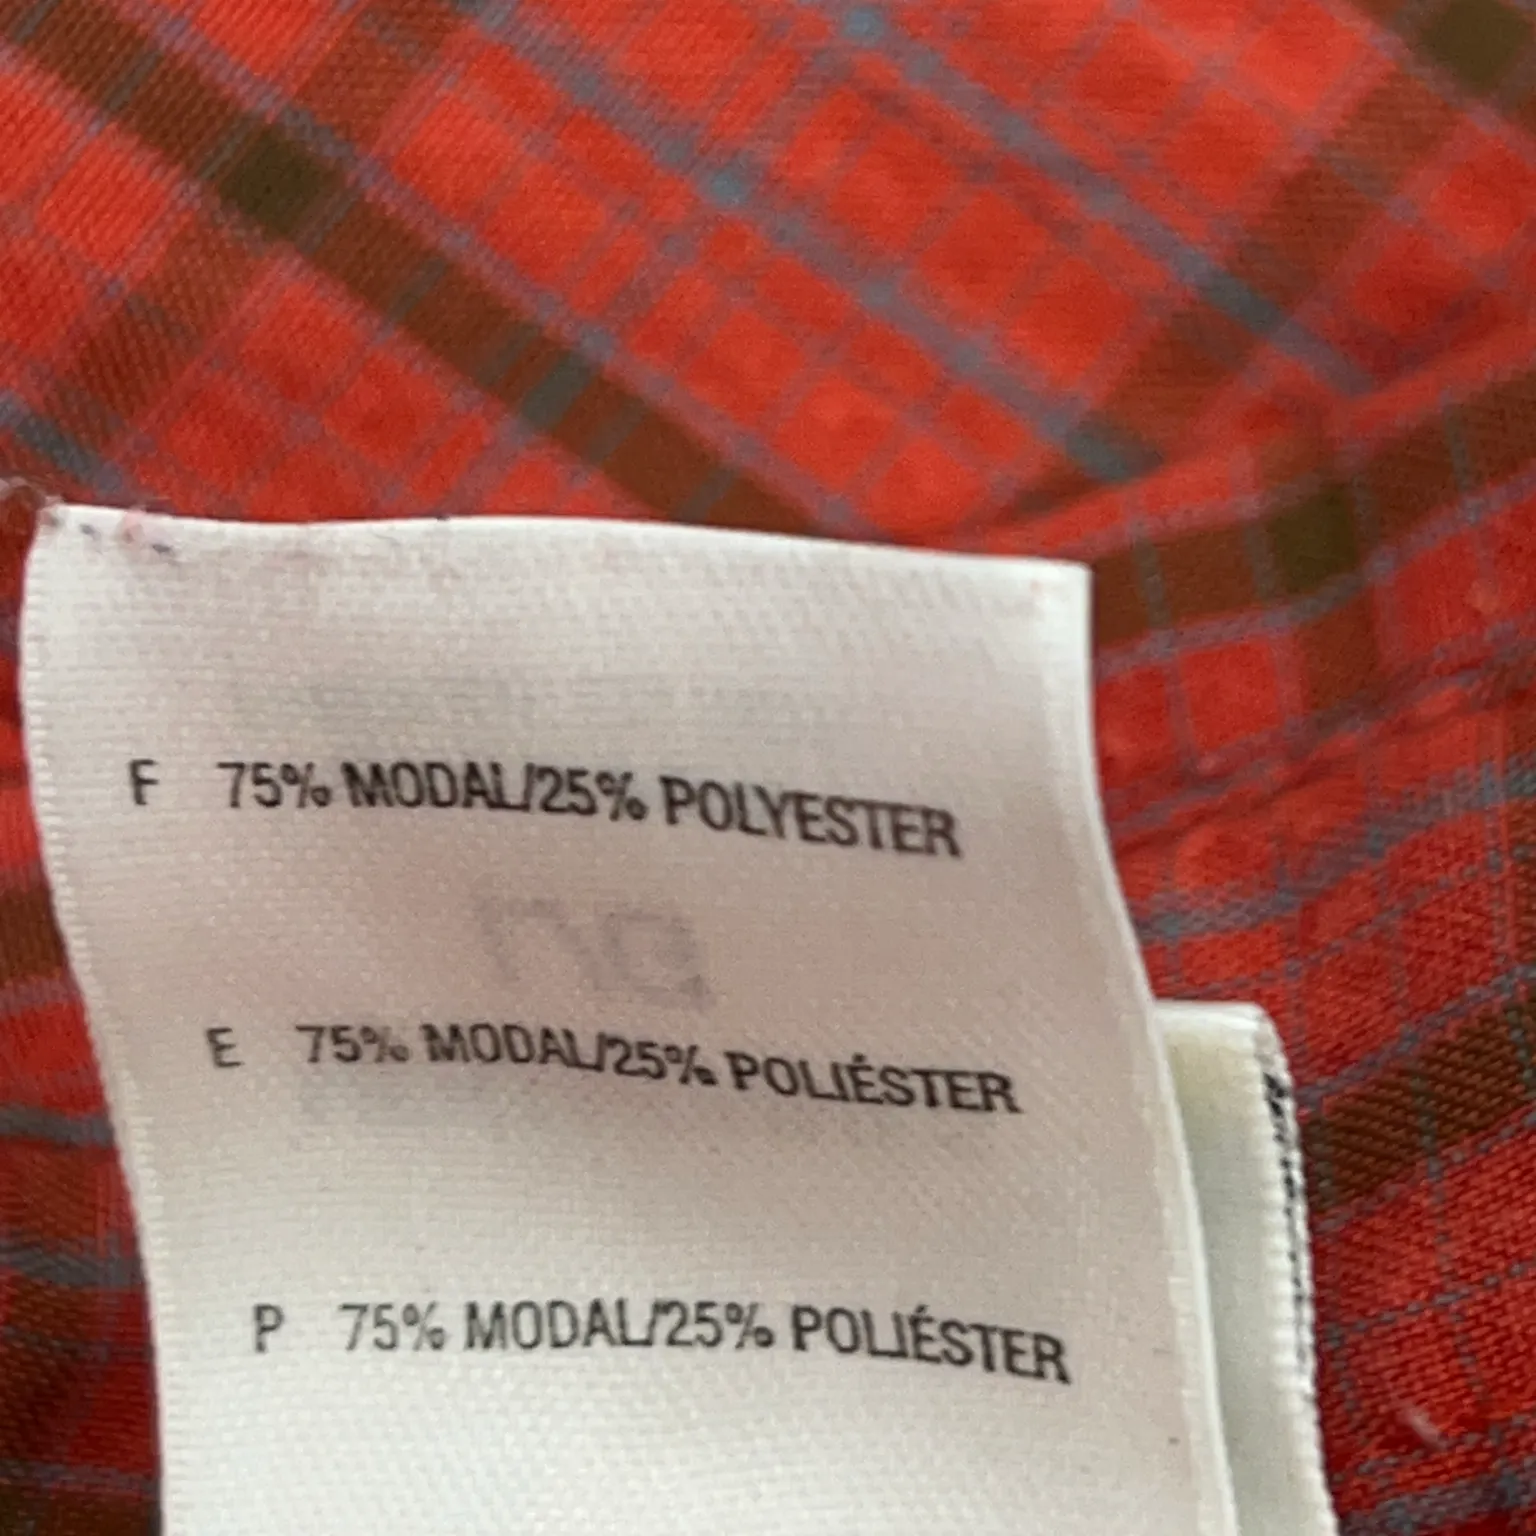 F 75% MODAL/25% POLYESTER
E 75% MODAL/25% POLIÉSTER
P 75% MODAL/25% POLIÉSTER